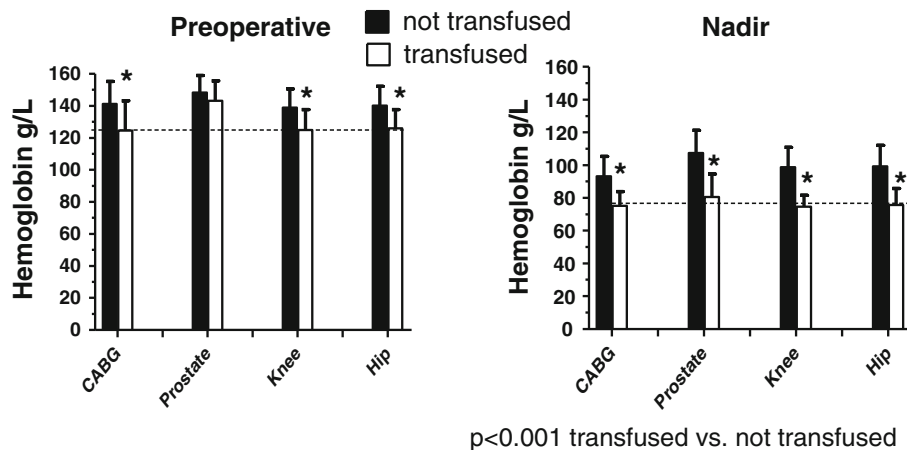 Preoperative
not transfused
transfused
Nadir
Hemoglobin g/L
160
140
120
100
80
60
40
20
0
*
*
*
CABG
Prostate
Knee
Hip
Hemoglobin g/L
160
140
120
100
80
60
40
20
0
*
*
*
*
CABG
Prostate
Knee
Hip
p<0.001 transfused vs. not transfused